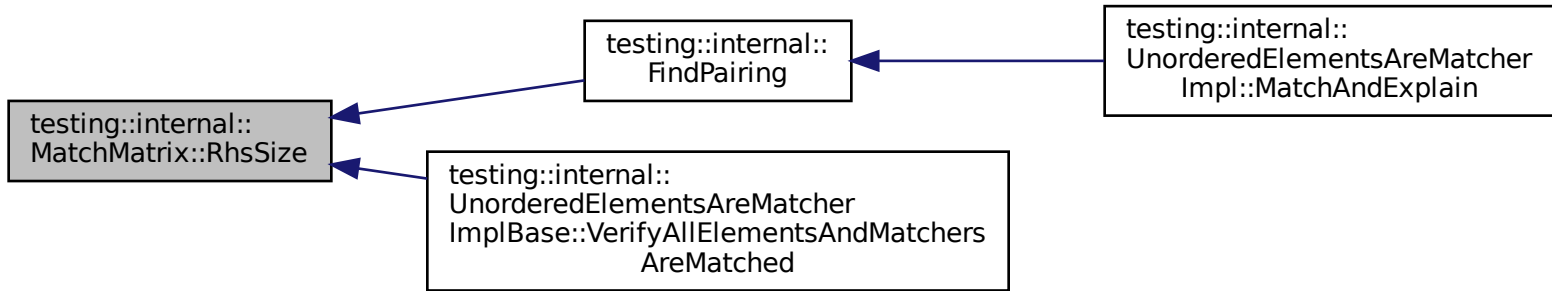 testing::internal::
MatchMatrix::RhsSize
testing::internal::
FindPairing
testing::internal::
UnorderedElementsAreMatcher
Impl::MatchAndExplain
testing::internal::
UnorderedElementsAreMatcher
ImplBase::VerifyAllElementsAndMatchers
AreMatched